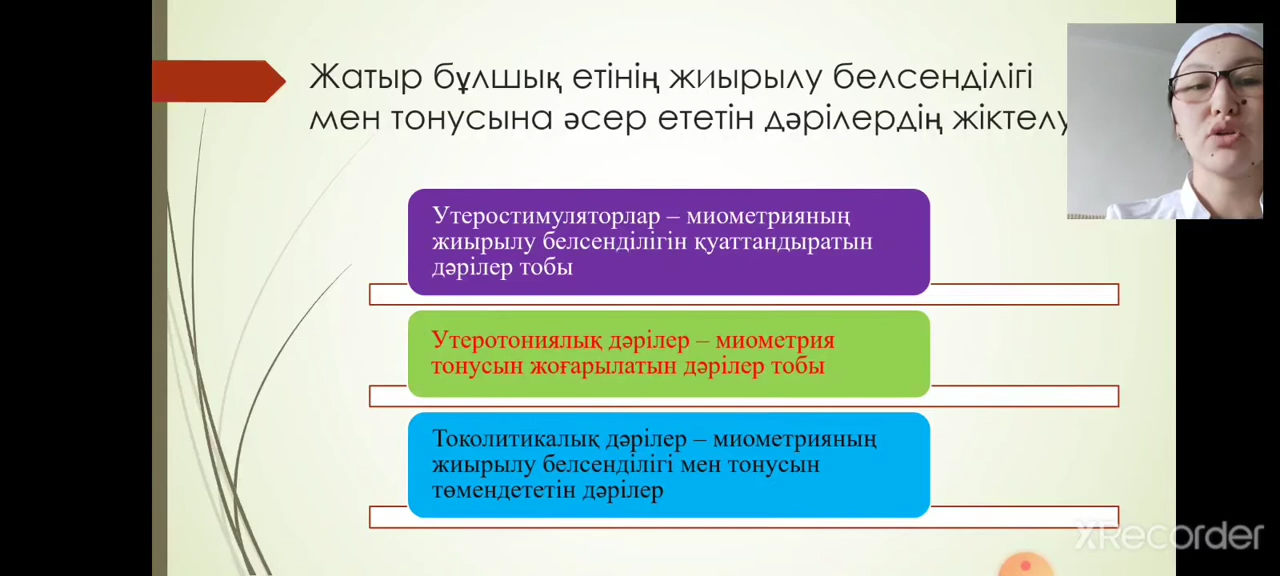 Жатыр бұлшық етінің жиырылу белсенділігі
мен тонусына әсер ететін дәрілердің жіктелу
Утеростимуляторлар – миометрияның
жиырылу белсенділігін қуаттандыратын
дәрілер тобы
Утеротониялық дәрілер – миометрия
тонусын жоғарылататын дәрілер тобы
Токолитикалық дәрілер – миометрияның
жиырылу белсенділігі мен тонусын
төмендететін дәрілер
XRecorder